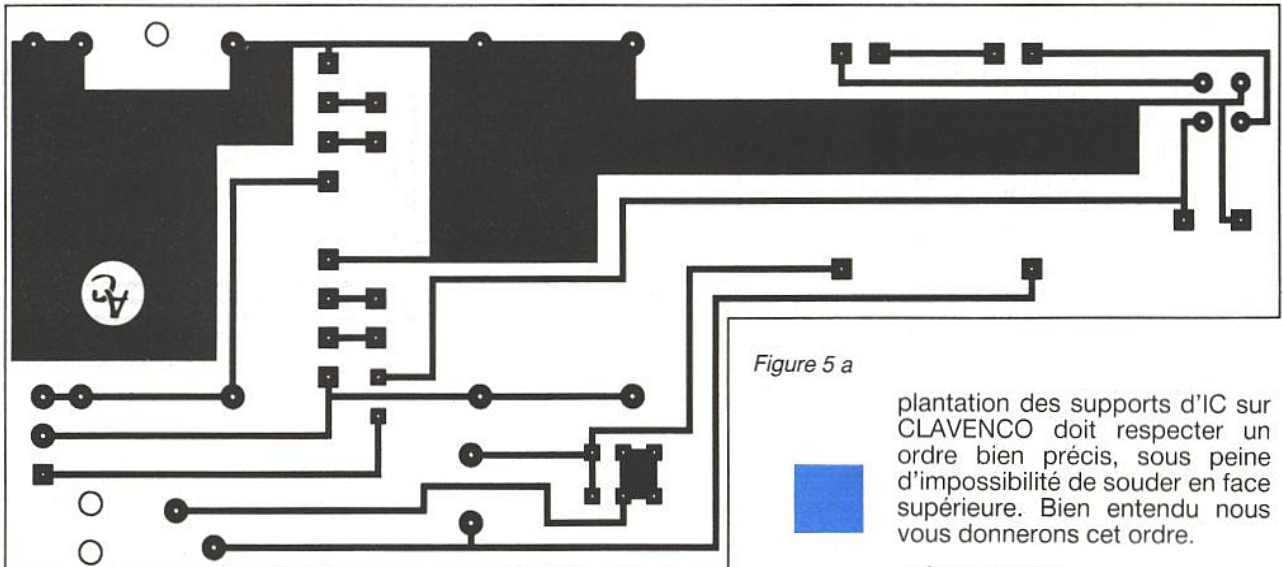 Figure 5 a
plantation des supports d'IC sur
CLAVENCO doit respecter un
ordre bien précis, sous peine
d'impossibilité de souder en face
supérieure. Bien entendu nous
vous donnerons cet ordre.